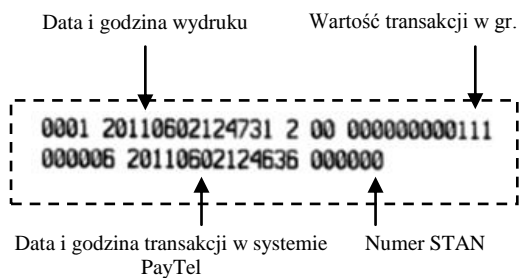 Data i godzina wydruku
Wartość transakcji w gr.
0001 20110602124731 2 00 000000000111
000006 20110602124636 000000
Data i godzina transakcji w systemie
PayTel
Numer STAN